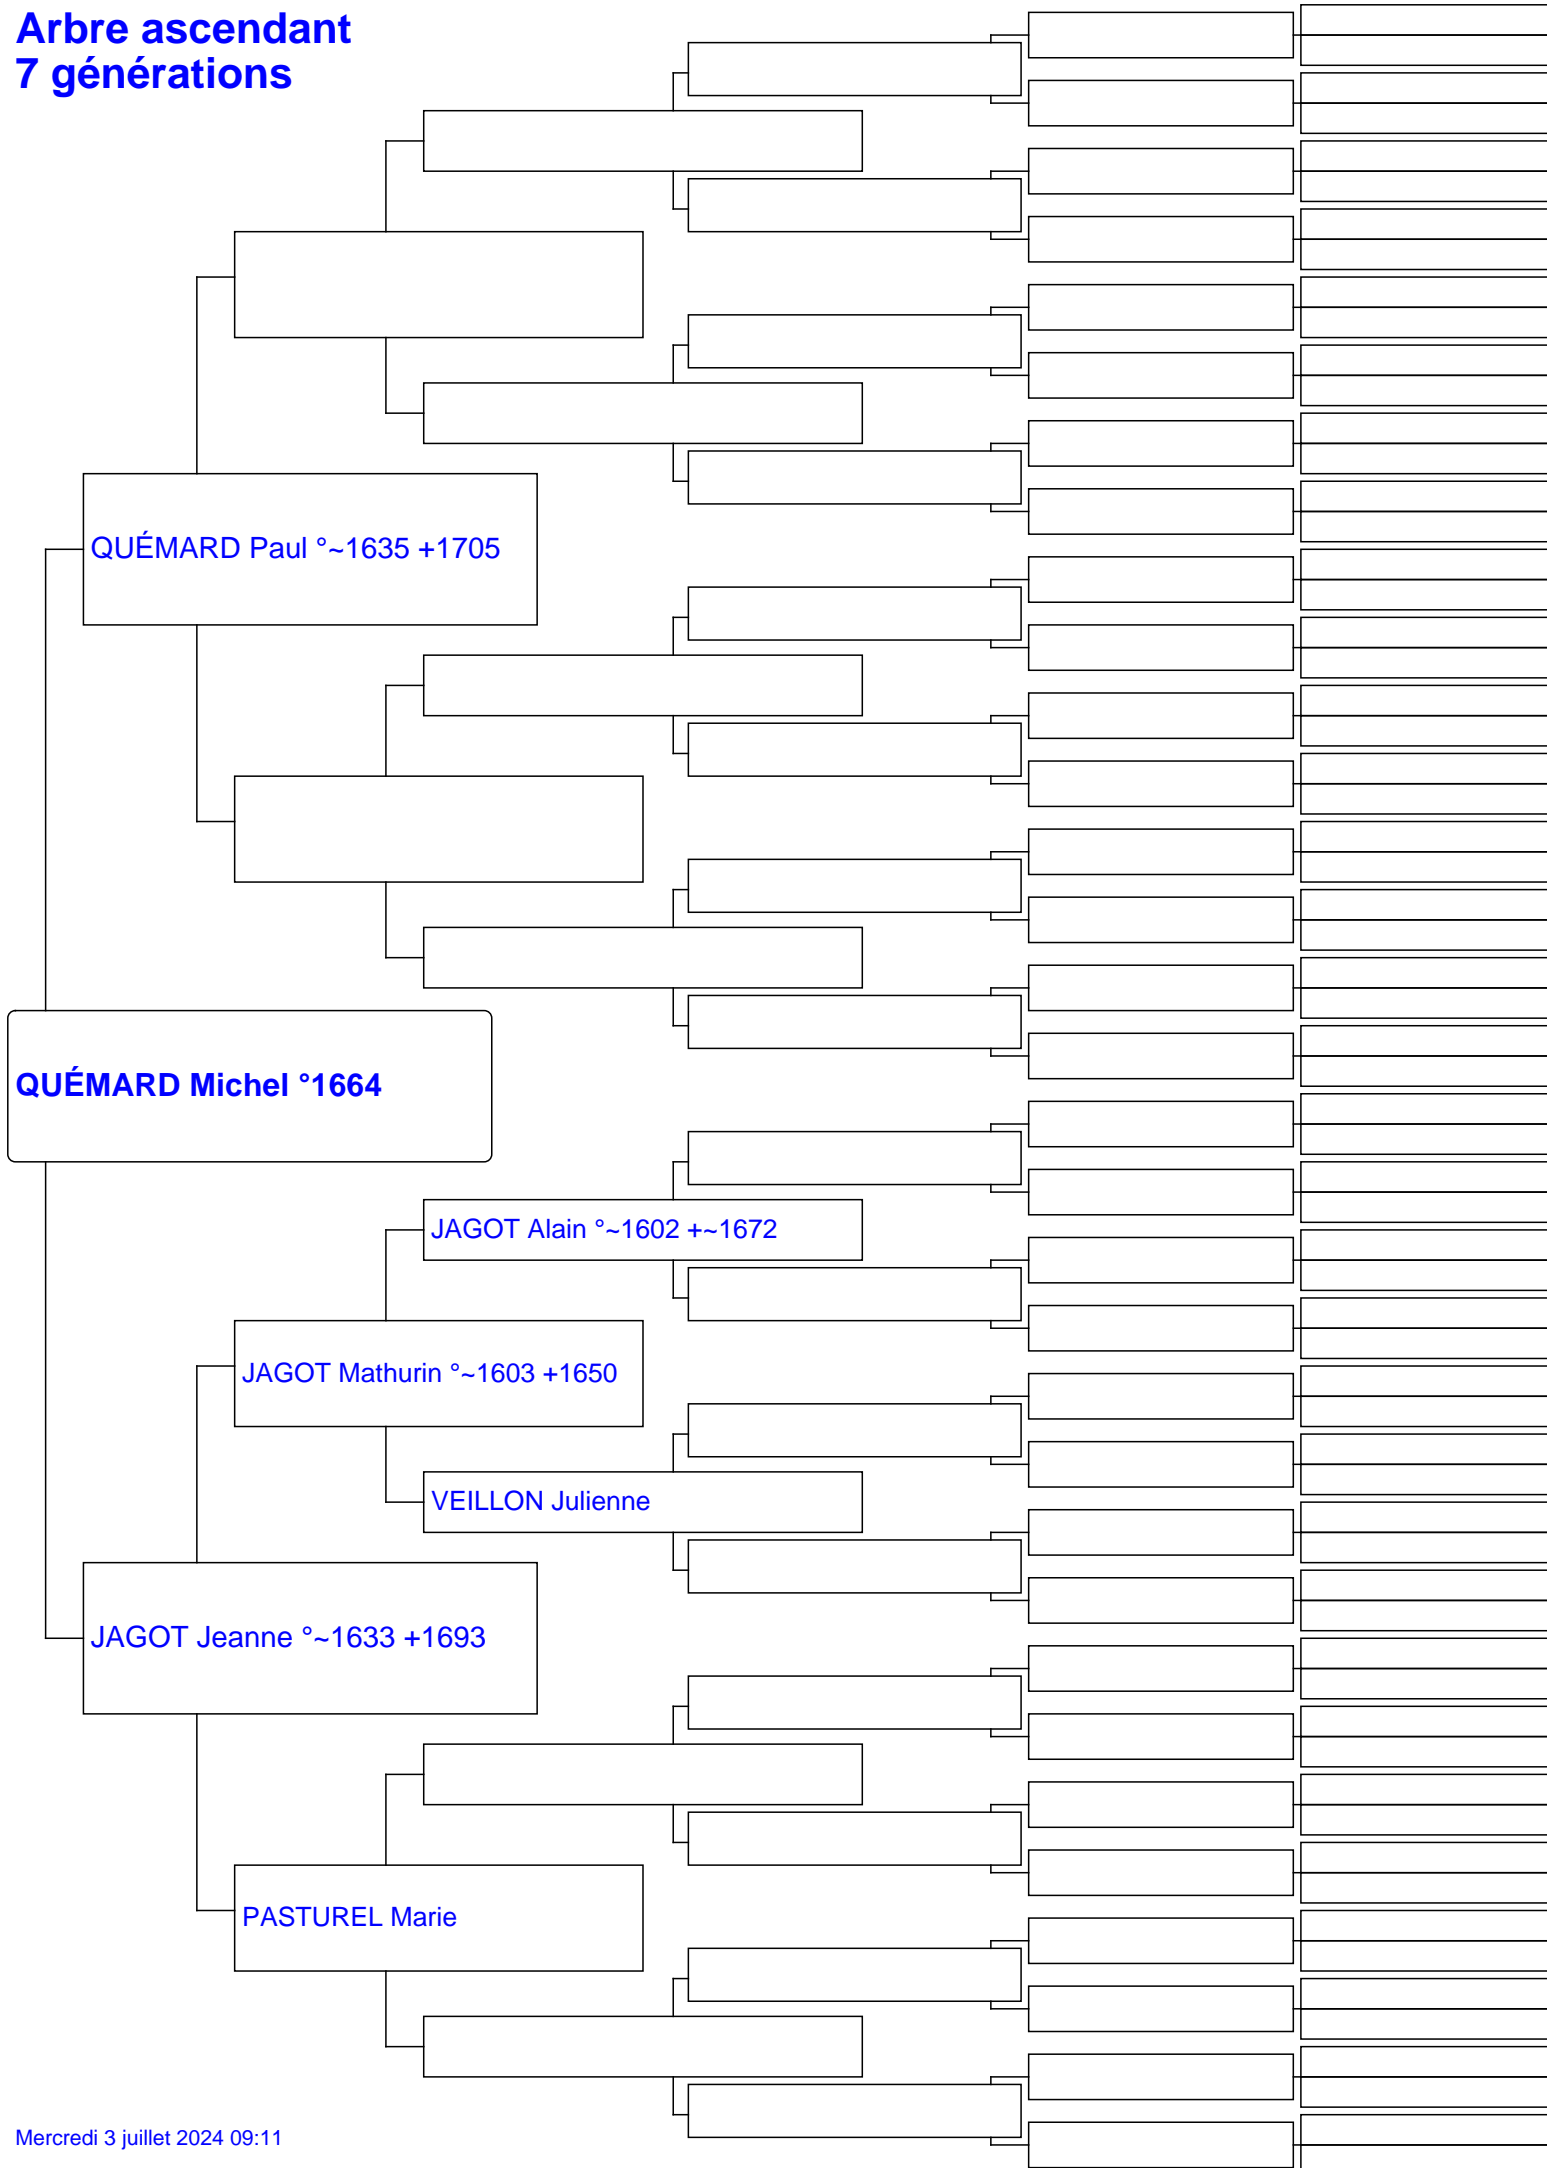 Arbre ascendant
7 générations
QUÉMARD Paul °~1635 +1705
QUÉMARD Michel °1664
JAGOT Alain °~1602 +~1672
JAGOT Mathurin °~1603 +1650
VEILLON Julienne
JAGOT Jeanne °~1633 +1693
PASTUREL Marie
Mercredi 3 juillet 2024 09:11